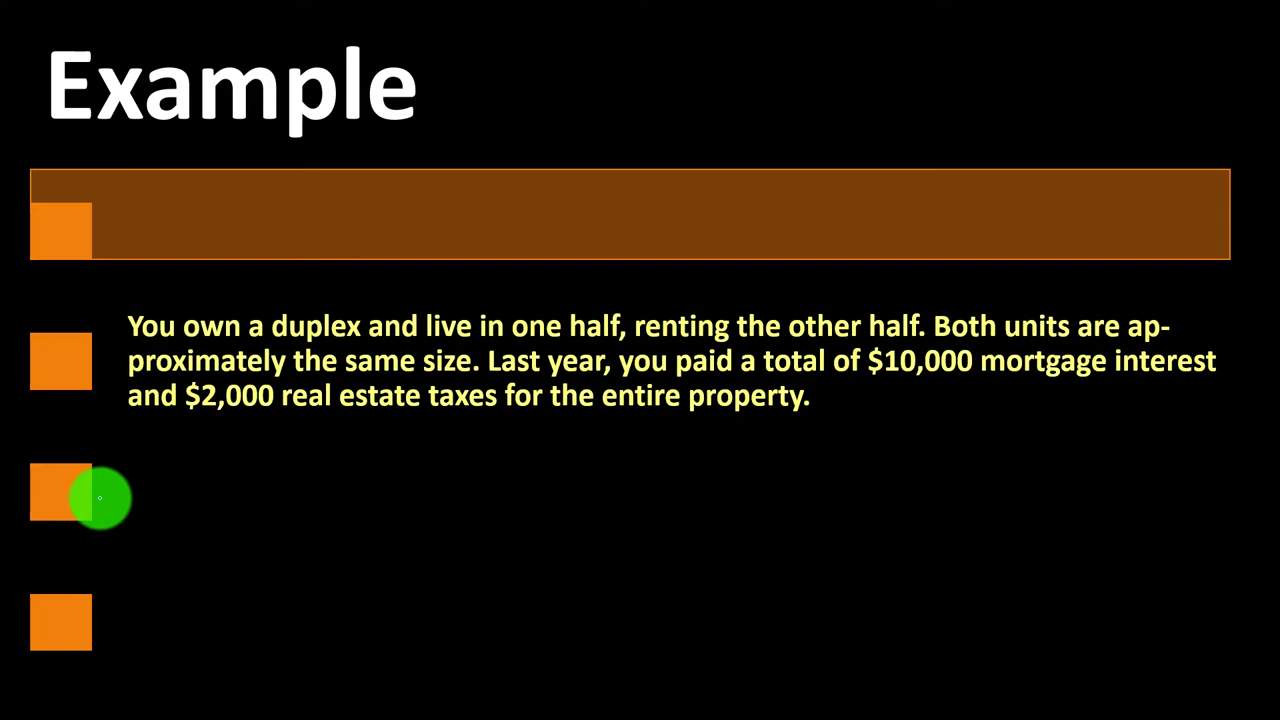 Example
You own a duplex and live in one half, renting the other half. Both units are ap-
proximately the same size. Last year, you paid a total of $10,000 mortgage interest
and $2,000 real estate taxes for the entire property.